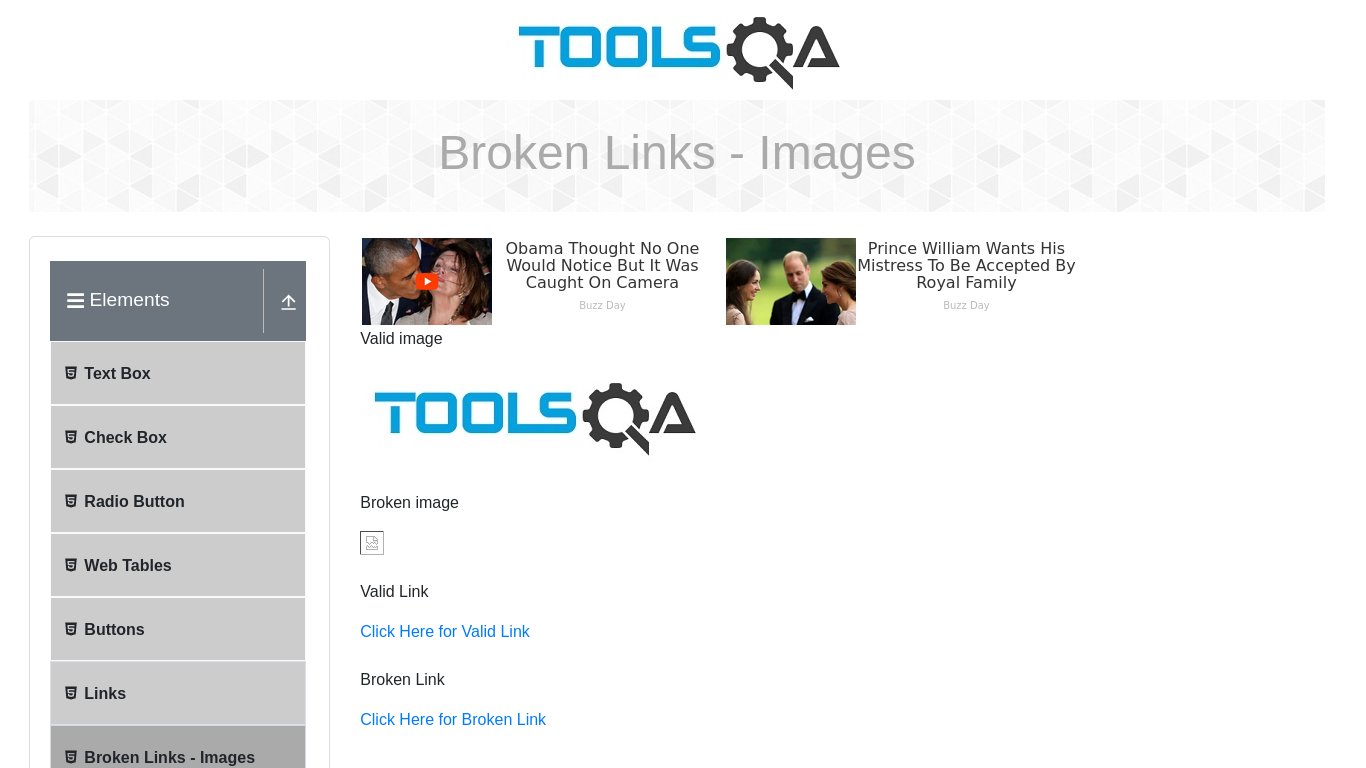 TOOLSQA
Broken Links - Images
Elements
Text Box
Check Box
Radio Button
Web Tables
Buttons
Links
Broken Links - Images
Obama Thought No One
Would Notice But It Was
Caught On Camera
Buzz Day
Prince William Wants His
Mistress To Be Accepted By
Royal Family
Buzz Day
Valid image
TOOLSQA
Broken image
Valid Link
Click Here for Valid Link
Broken Link
Click Here for Broken Link